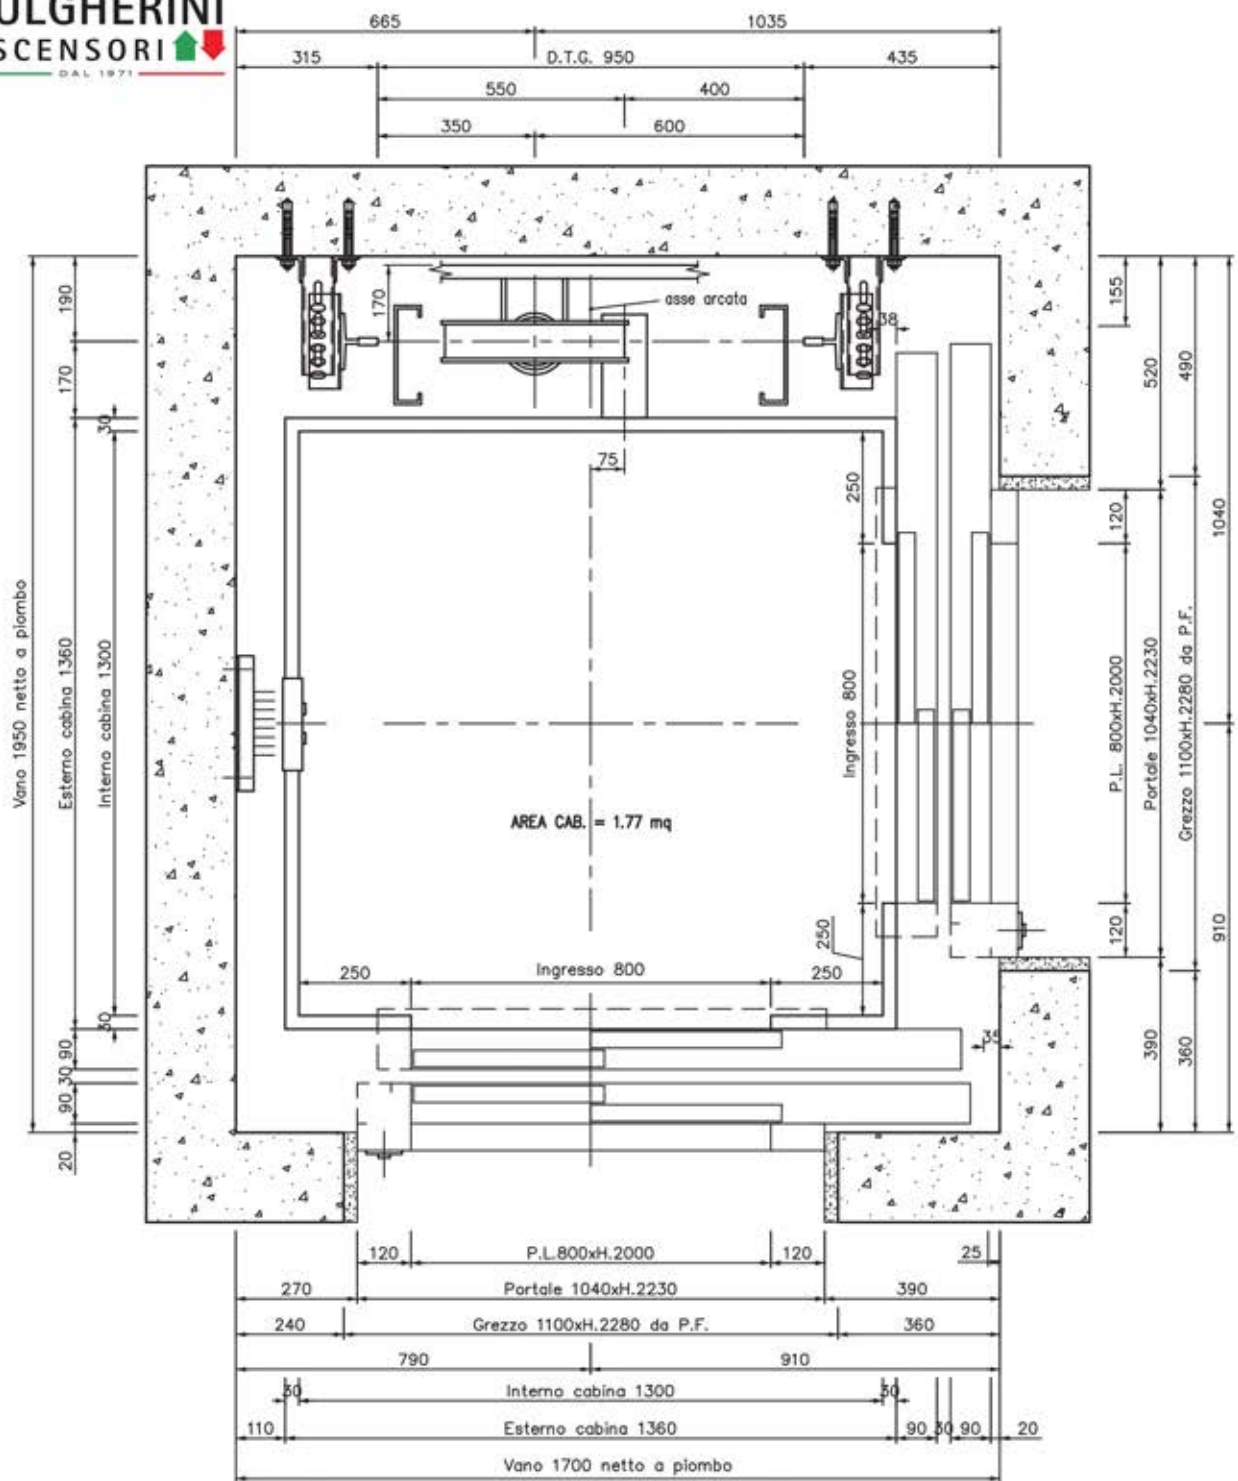 ULGHERINI
SCENSORI
DAL 1971
665
1035
315
D.T.G. 950
435
550
400
350
600
190
170
30
170
asse arcata
38
155
520
490
75
250
120
1040
Vano 1950 netto a piombo
Esterno cabina 1360
Interno cabina 1300
Ingresso 800
P.L. 800xH.2000
Portale 1040xH.2230
Grezzo 1100xH.2280 da P.F.
AREA CAB. = 1.77 mq
250
120
910
250
Ingresso 800
250
30
90
30
90
20
35
390
360
120
P.L.800xH.2000
120
25
270
Portale 1040xH.2230
390
240
Grezzo 1100xH.2280 da P.F.
360
790
910
30
Interno cabina 1300
30
110
Esterno cabina 1360
90
30
90
20
Vano 1700 netto a piombo